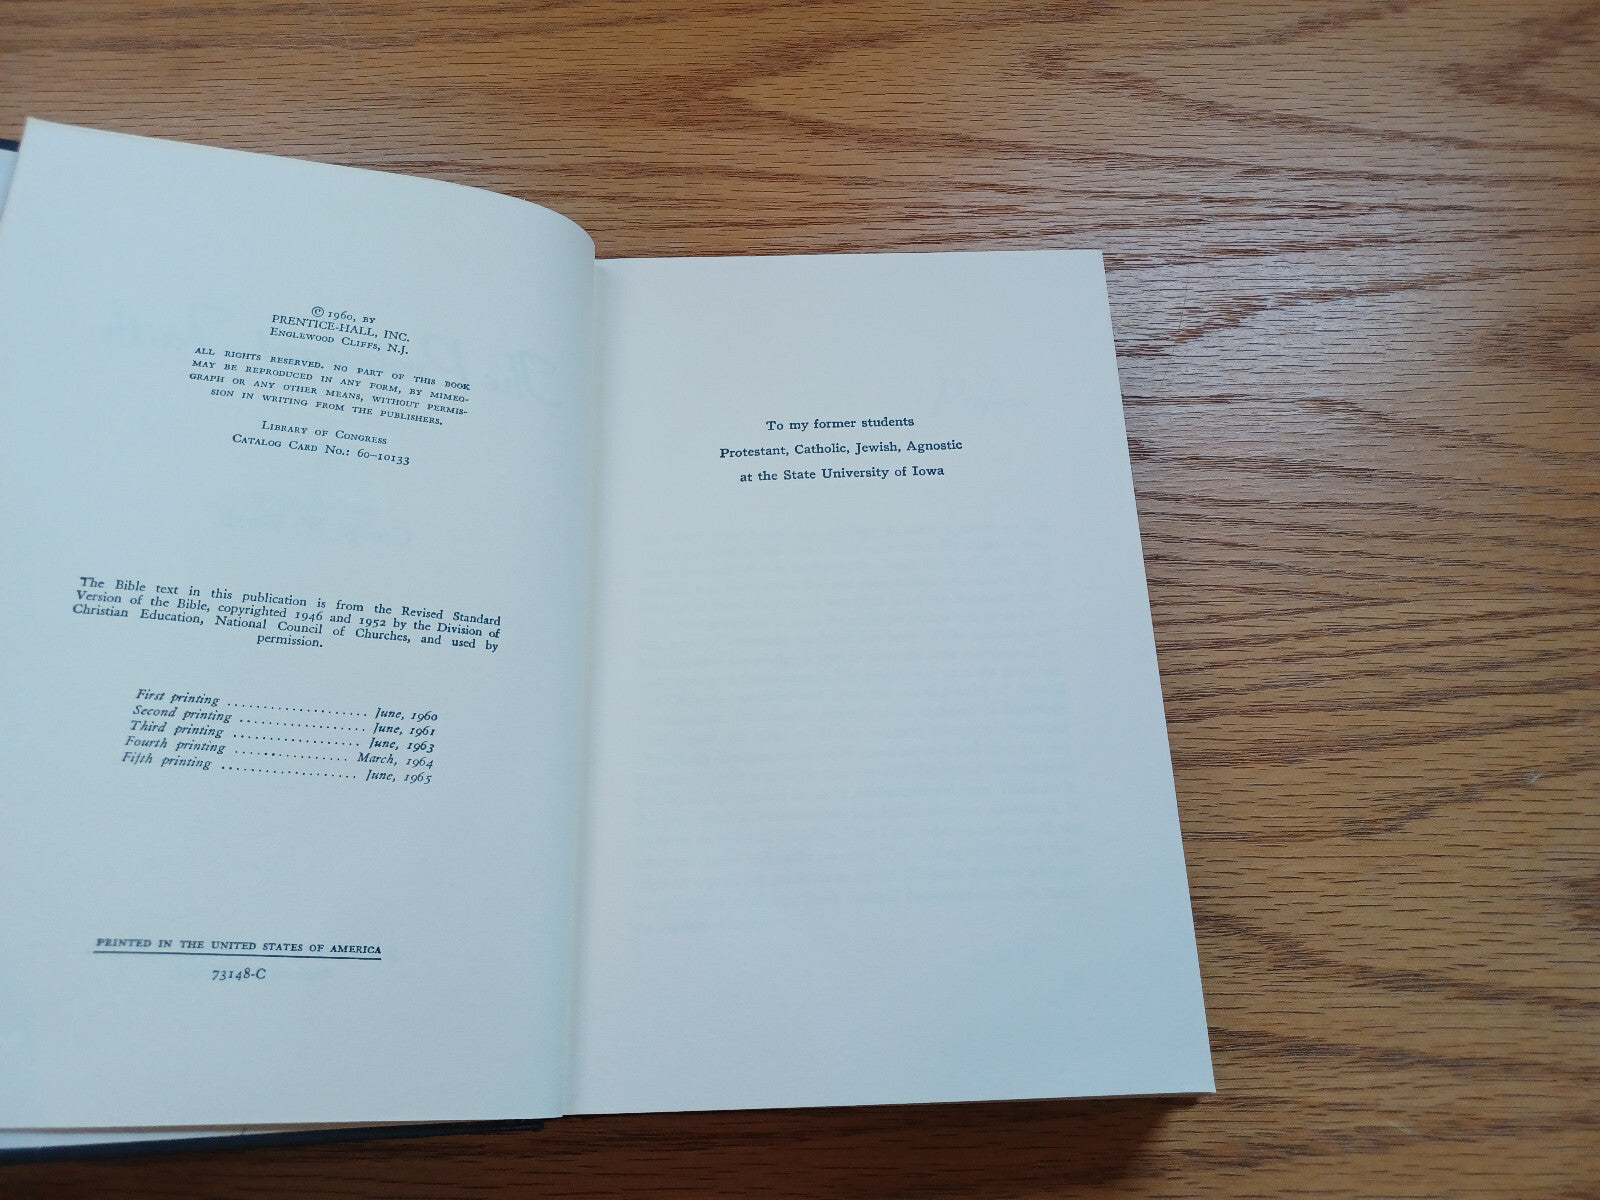 © 1960, BY
PRENTICE-HALL, INC.
ENGLEWOOD CLIFFS, N.J.
ALL RIGHTS RESERVED. NO PART OF THIS BOOK
MAY BE REPRODUCED IN ANY FORM, BY MIMEO-
GRAPH OR ANY OTHER MEANS, WITHOUT PERMIS-
SION IN WRITING FROM THE PUBLISHERS.
LIBRARY OF CONGRESS
CATALOG CARD NO.: 60–10133
The Bible text in this publication is from the Revised Standard
Version of the Bible, copyrighted 1946 and 1952 by the Division of
Christian Education, National Council of Churches, and used by
permission.
First printing .................... June, 1960
Second printing .................. June, 1961
Third printing .................. June, 1963
Fourth printing ................ March, 1964
Fifth printing ................... June, 1965
PRINTED IN THE UNITED STATES OF AMERICA
73148-C
To my former students
Protestant, Catholic, Jewish, Agnostic
at the State University of Iowa